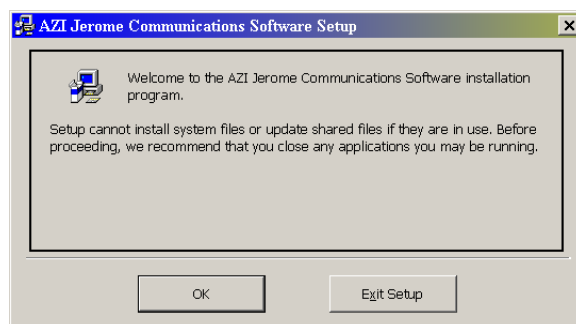 AZI Jerome Communications Software Setup
Welcome to the AZI Jerome Communications Software installation
program.
Setup cannot install system files or update shared files if they are in use. Before
proceeding, we recommend that you close any applications you may be running.
OK
Exit Setup